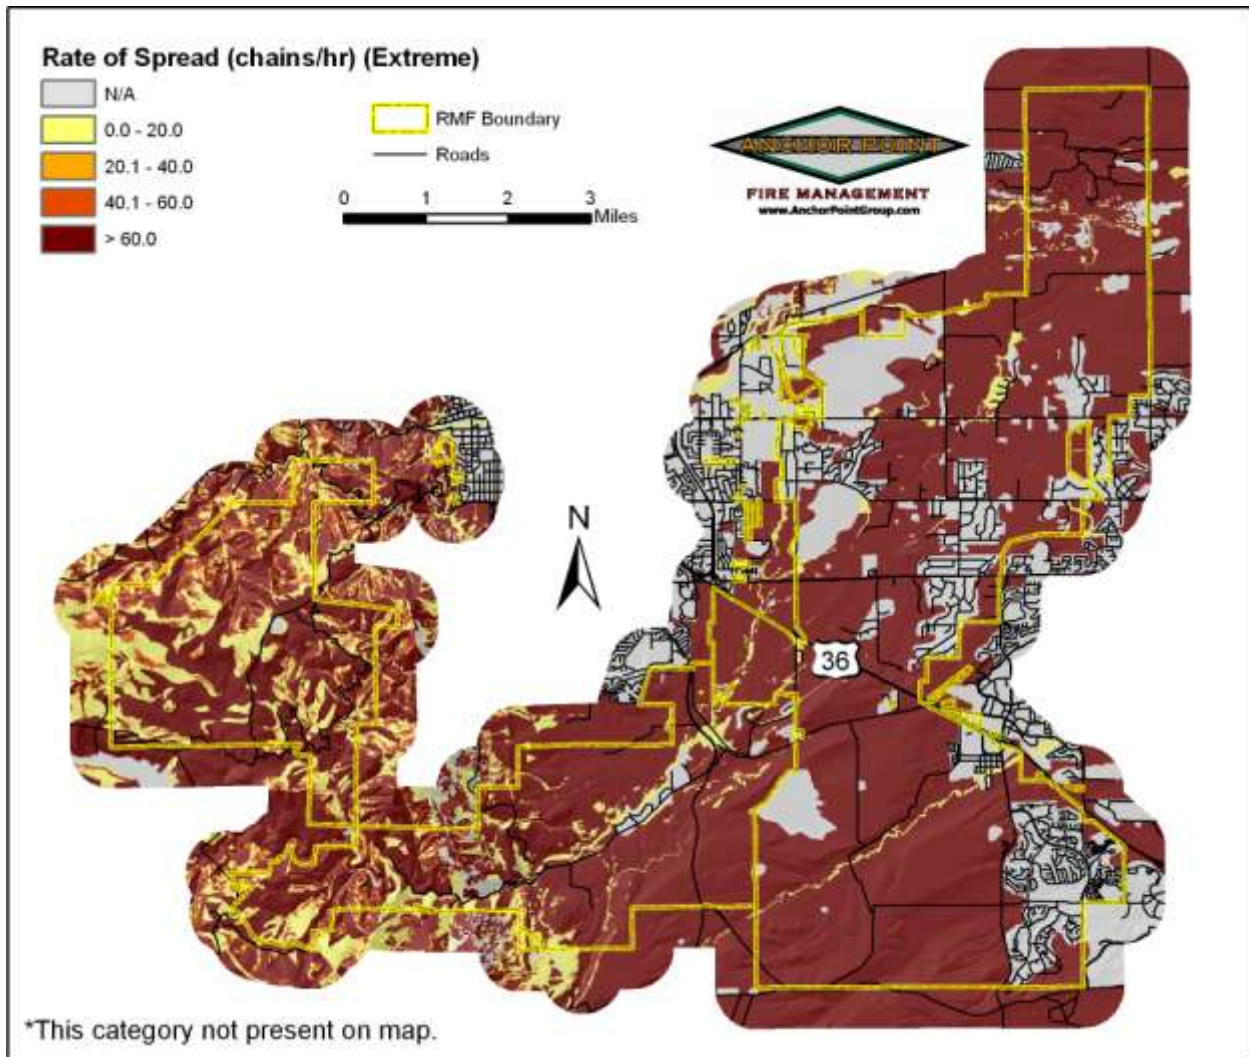 Rate of Spread (chains/hr) (Extreme)
N/A
0.0 - 20.0
20.1 - 40.0
40.1 - 60.0
> 60.0
RMF Boundary
Roads
0 1 2 3
Miles
ANCHOR POINT
FIRE MANAGEMENT
www.AnchorPointGroup.com
N
36
*This category not present on map.